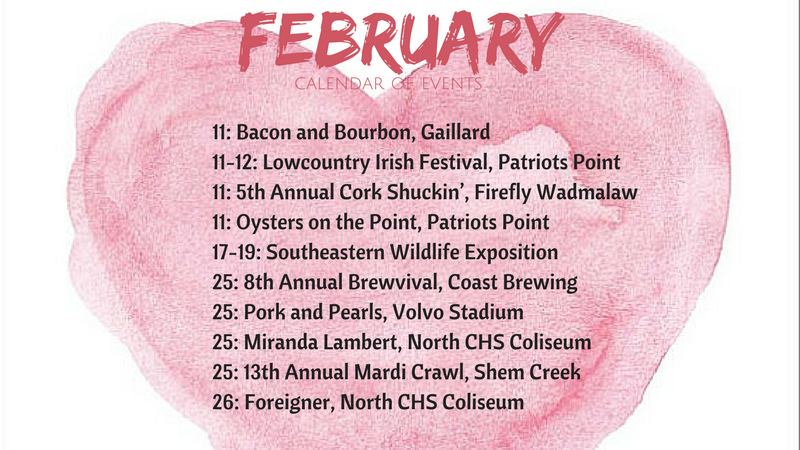 FEBRUARY
CALENDAR OF EVENTS
11: Bacon and Bourbon, Gaillard
11-12: Lowcountry Irish Festival, Patriots Point
11: 5th Annual Cork Shuckin', Firefly Wadmalaw
11: Oysters on the Point, Patriots Point
17-19: Southeastern Wildlife Exposition
25: 8th Annual Brewvival, Coast Brewing
25: Pork and Pearls, Volvo Stadium
25: Miranda Lambert, North CHS Coliseum
25: 13th Annual Mardi Crawl, Shem Creek
26: Foreigner, North CHS Coliseum